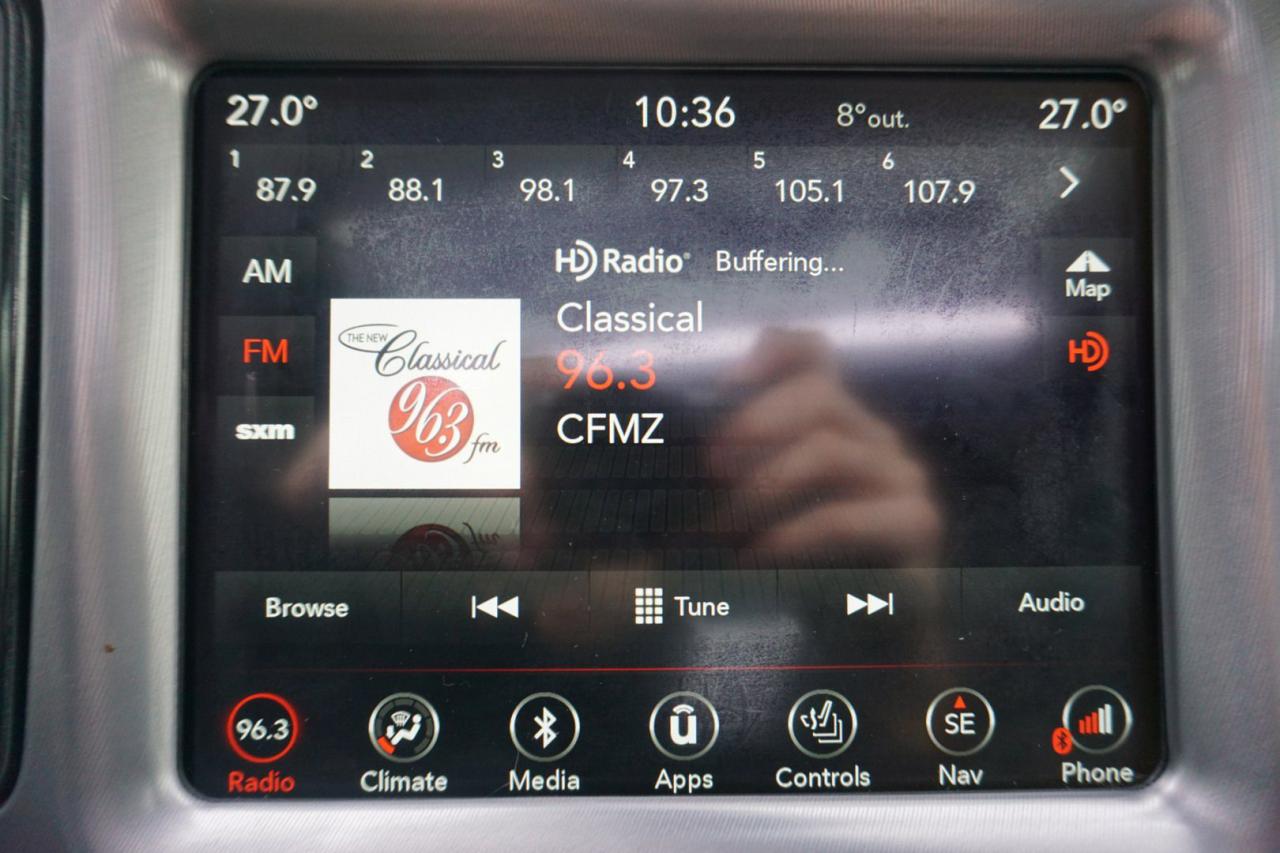 27.0° 10:36 8°out. 27.0°
1 2 3 4 5 6
87.9 88.1 98.1 97.3 105.1 107.9
AM
HD Radio® Buffering...
Map
Classical
FM
96.3
HD
THE NEW
Classical
96.3
fm
sxm
CFMZ
Browse
Tune
Audio
96.3
ū
SE
Radio Climate Media Apps Controls Nav Phone